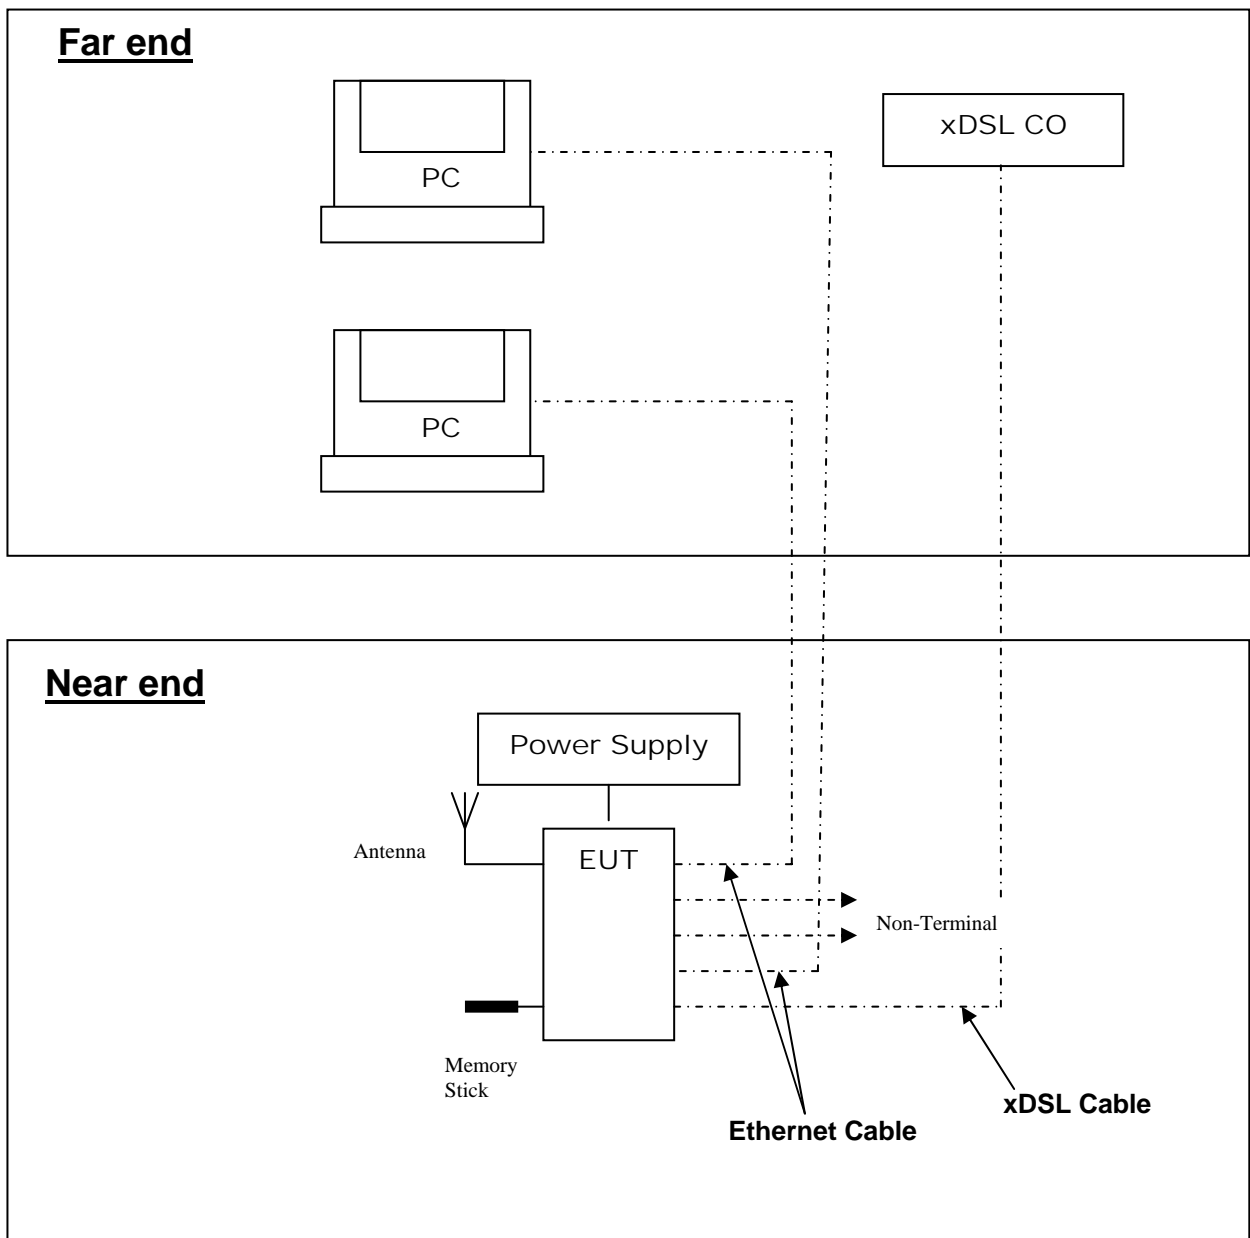 Far end
xDSL CO
PC
PC
Near end
Power Supply
Antenna
EUT
Non-Terminal
Memory
Stick
xDSL Cable
Ethernet Cable